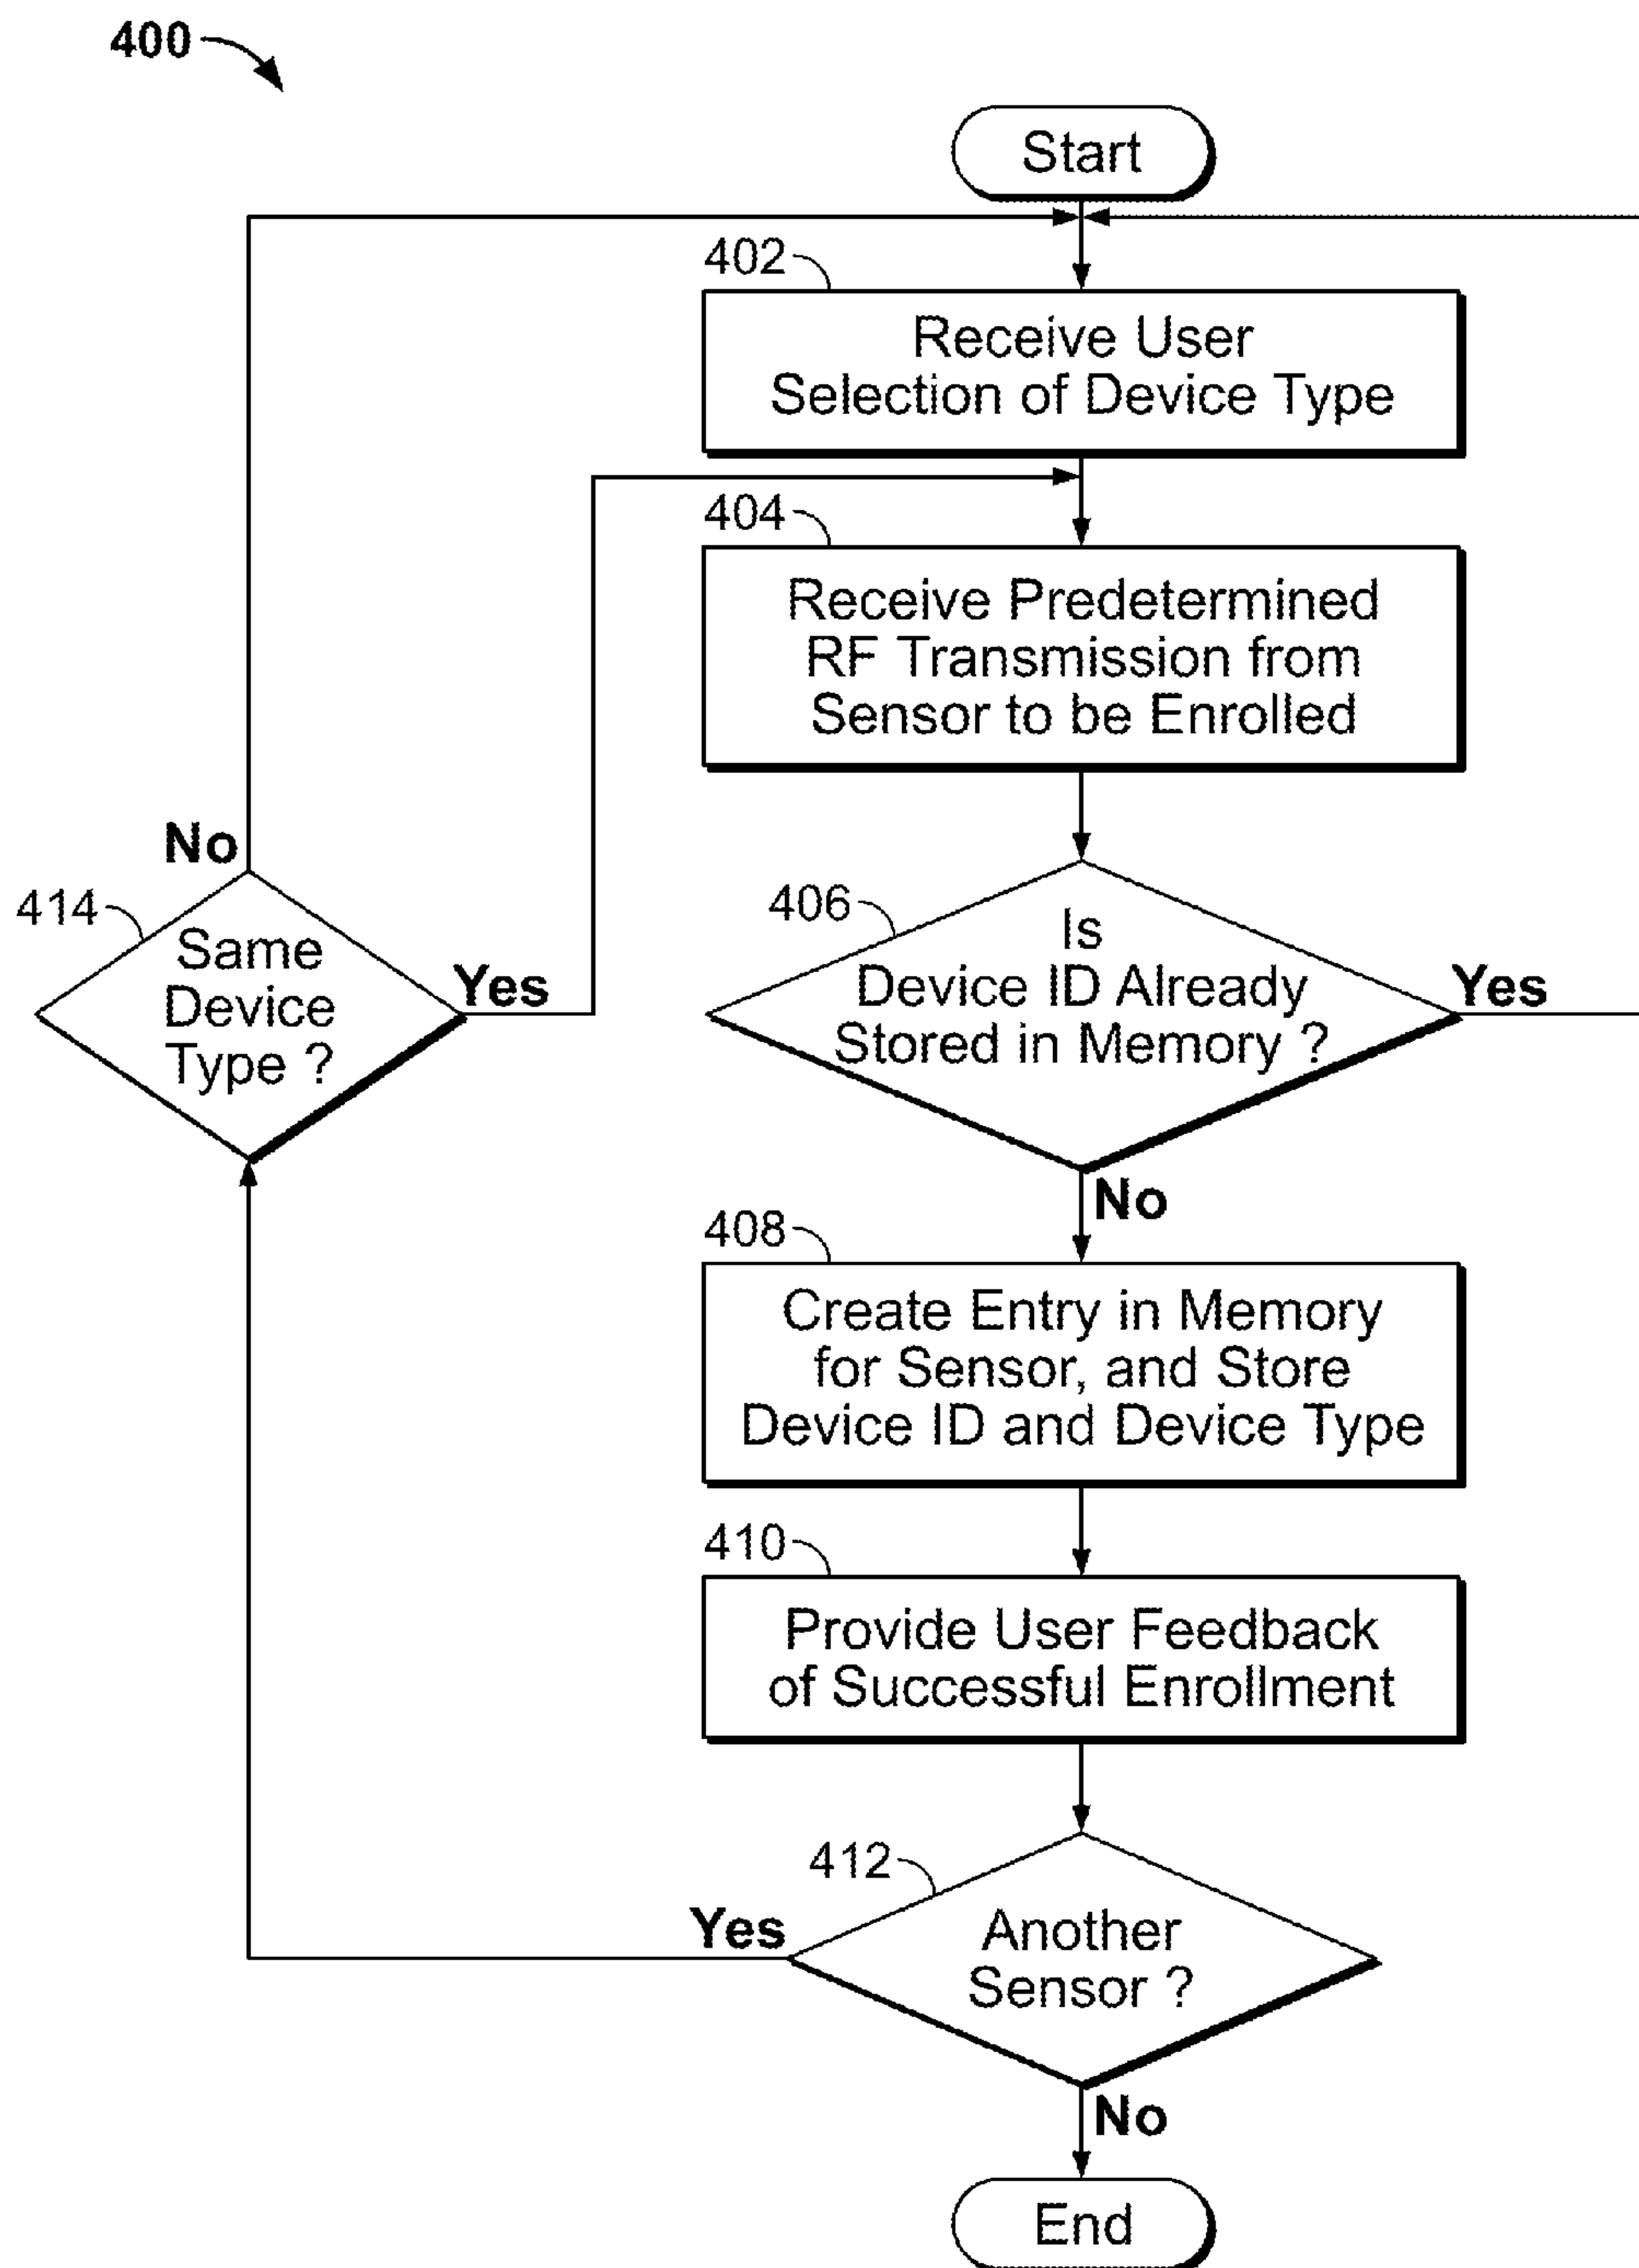 400
Start
402
Receive User
Selection of Device Type
404
Receive Predetermined
RF Transmission from
Sensor to be Enrolled
No
414
Same
Device
Type ?
Yes
406
Is
Device ID Already
Stored in Memory ?
Yes
No
408
Create Entry in Memory
for Sensor, and Store
Device ID and Device Type
410
Provide User Feedback
of Successful Enrollment
412
Yes
Another
Sensor ?
No
End